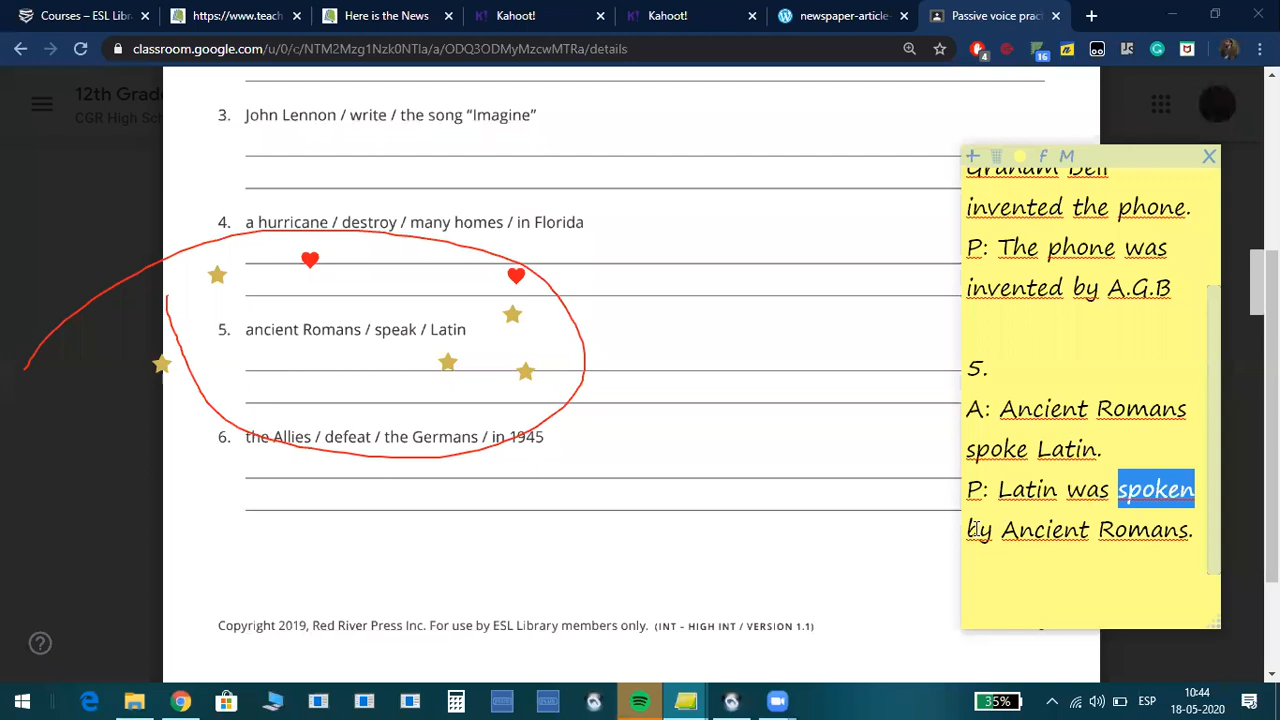 Courses - ESL Libr
https://www.teach
Here is the News
Kahoot!
Kahoot!
newspaper-article-
Passive voice pract
classroom.google.com/u/0/c/NTM2Mzg1Nzk0NTIa/a/ODQ3ODMyMzcwMTRa/details
4
16
12th Grade
CGR High Sch
3. John Lennon / write / the song “Imagine”
4. a hurricane / destroy / many homes / in Florida
5. ancient Romans / speak / Latin
6. the Allies / defeat / the Germans / in 1945
Copyright 2019, Red River Press Inc. For use by ESL Library members only. (INT – HIGH INT / VERSION 1.1)
f M X
Graham Bell
invented the phone.
P: The phone was
invented by A.G.B
5.
A: Ancient Romans
spoke Latin.
P: Latin was spoken
by Ancient Romans.
35%
ESP
10:44
18-05-2020